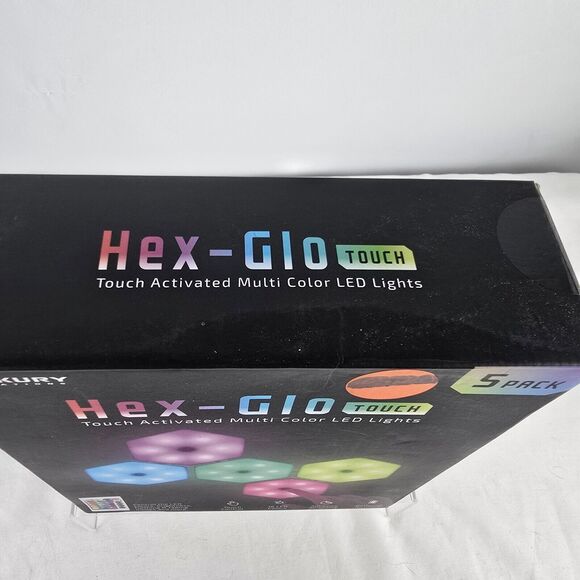 Hex-Glo TOUCH
Touch Activated Multi Color LED Lights
KURY
5 PACK
Hex-Glo TOUCH
Touch Activated Multi Color LED Lights